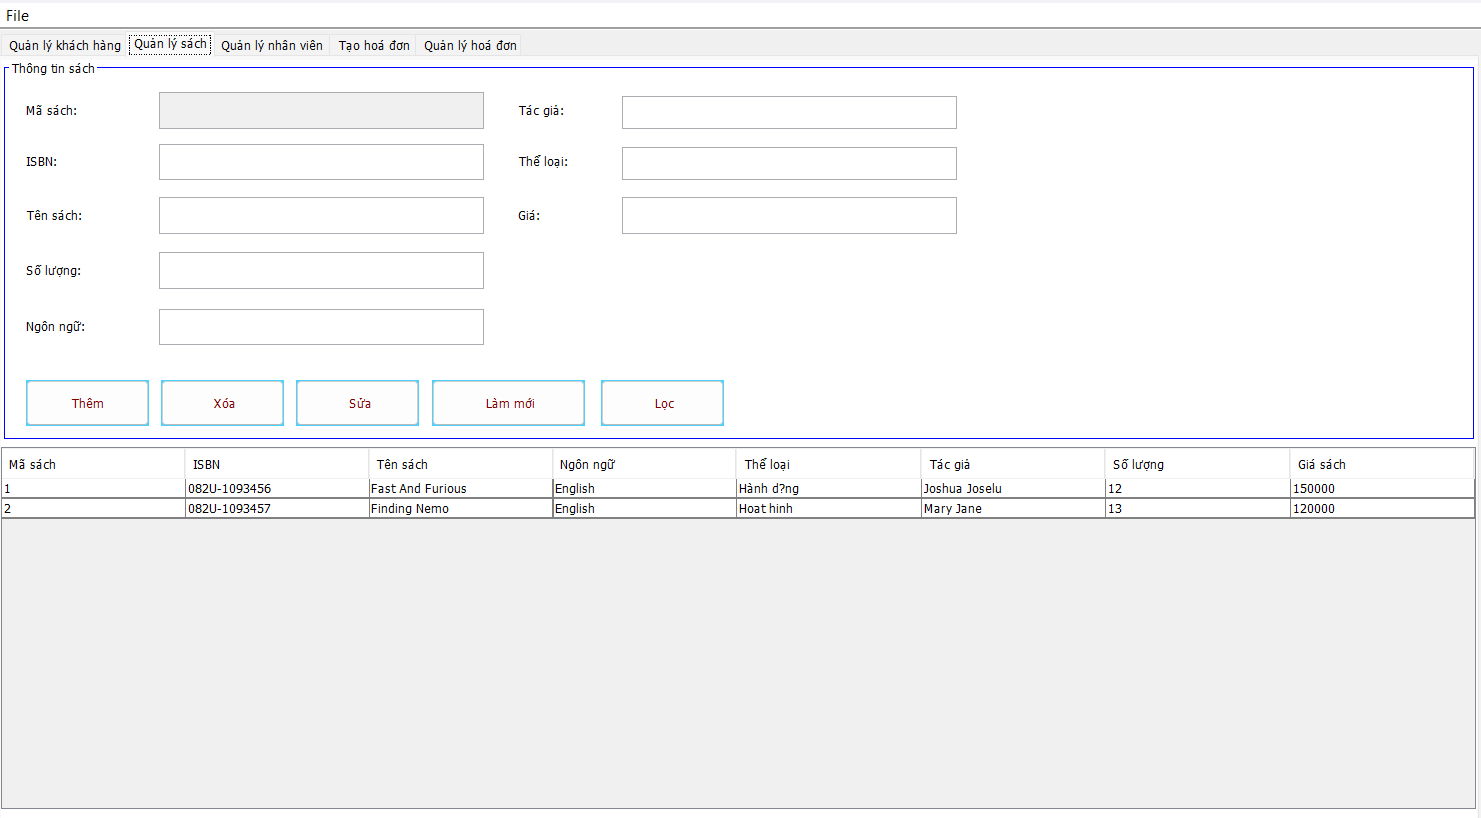 File
Quản lý khách hàng Quản lý sách Quản lý nhân viên Tạo hoá đơn Quản lý hoá đơn
Thông tin sách
Mã sách: Tác giả:
ISBN: Thể loại:
Tên sách: Giá:
Số lượng:
Ngôn ngữ:
Thêm Xóa Sửa Làm mới Lọc
Mã sách ISBN Tên sách Ngôn ngữ Thể loại Tác giả Số lượng Giá sách
1 082U-1093456 Fast And Furious English Hành d?ng Joshua Joselu 12 150000
2 082U-1093457 Finding Nemo English Hoat hinh Mary Jane 13 120000